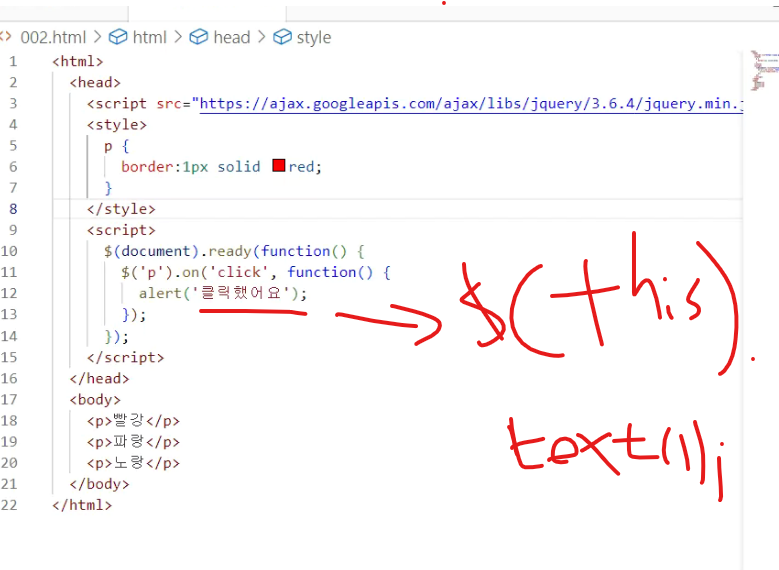 002.html > html > head > style
1 <html>
2 <head>
3 <script src="https://ajax.googleapis.com/ajax/libs/jquery/3.6.4/jquery.min.j
4 <style>
5 p {
6 border:1px solid red;
7 }
8 </style>
9 <script>
10 $(document).ready(function() {
11 $('p').on('click', function() {
12 alert('클릭했어요');
13 });
14 });
15 </script>
16 </head>
17 <body>
18 <p>빨강</p>
19 <p>파랑</p>
20 <p>노랑</p>
21 </body>
22 </html>
$(this).
text();